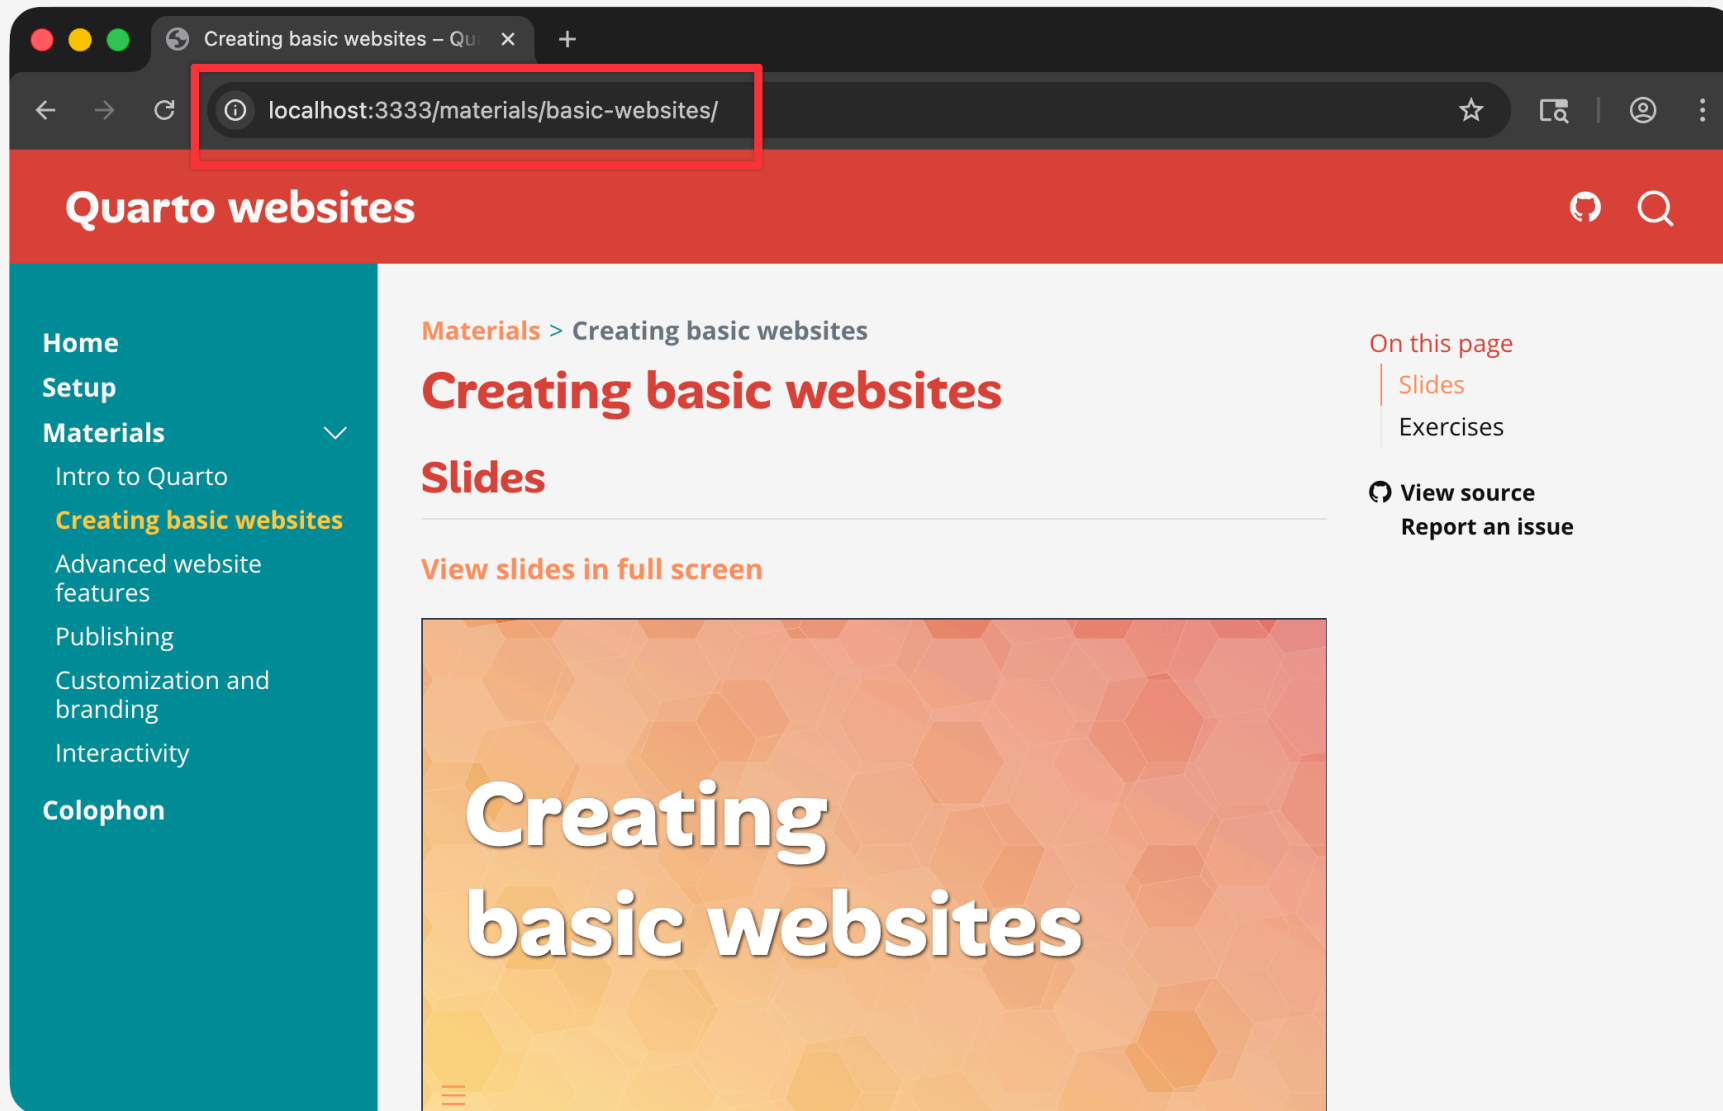 Creating basic websites – Qu
localhost:3333/materials/basic-websites/
Quarto websites
Home
Setup
Materials
Intro to Quarto
Creating basic websites
Advanced website
features
Publishing
Customization and
branding
Interactivity
Colophon
Materials > Creating basic websites
Creating basic websites
Slides
View slides in full screen
Creating
basic websites
On this page
Slides
Exercises
View source
Report an issue